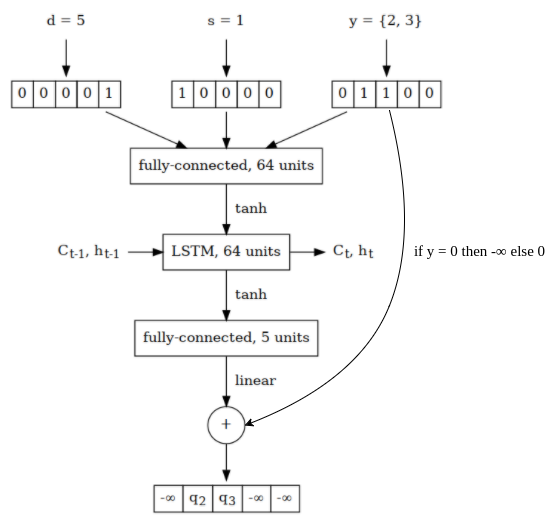 d = 5 s = 1 y = {2, 3}
0 0 0 0 1 1 0 0 0 0 0 1 1 0 0
fully-connected, 64 units
tanh
C_{t-1}, h_{t-1} LSTM, 64 units C_t, h_t if y = 0 then -∞ else 0
tanh
fully-connected, 5 units
linear
+
-∞ q_2 q_3 -∞ -∞